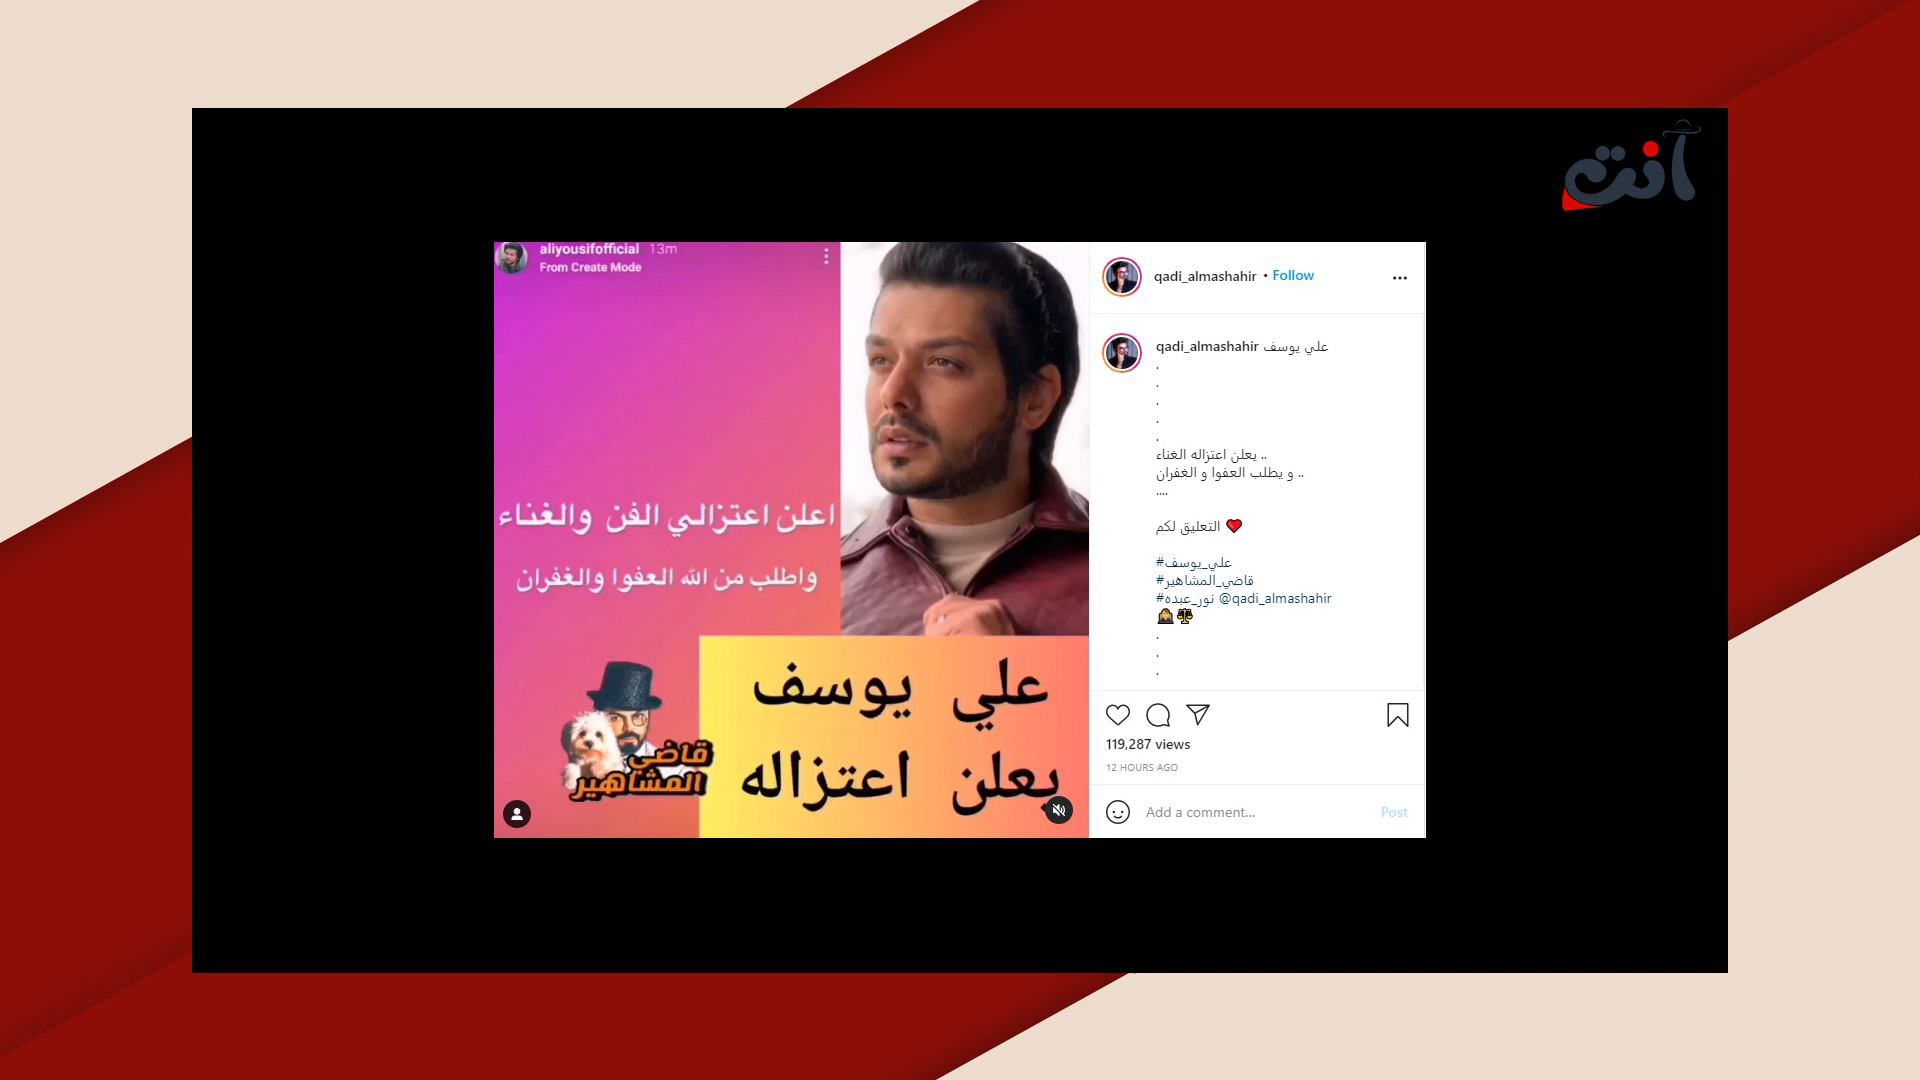 آنت
aliyousifofficial 13m
From Create Mode
اعلن اعتزالي الفن والغناء
واطلب من الله العفوا والغفران
قاضي
المشاهير
علي يوسف
يعلن اعتزاله
qadi_almashahir • Follow
qadi_almashahir علي يوسف
.
.
.
.
.
يعلن اعتزاله الغناء ..
و يطلب العفوا و الغفران ..
....
التعليق لكم ❤️
#علي_يوسف
#قاضي_المشاهير
#نور_عبده @qadi_almashahir
.
.
.
119,287 views
12 HOURS AGO
Add a comment... Post